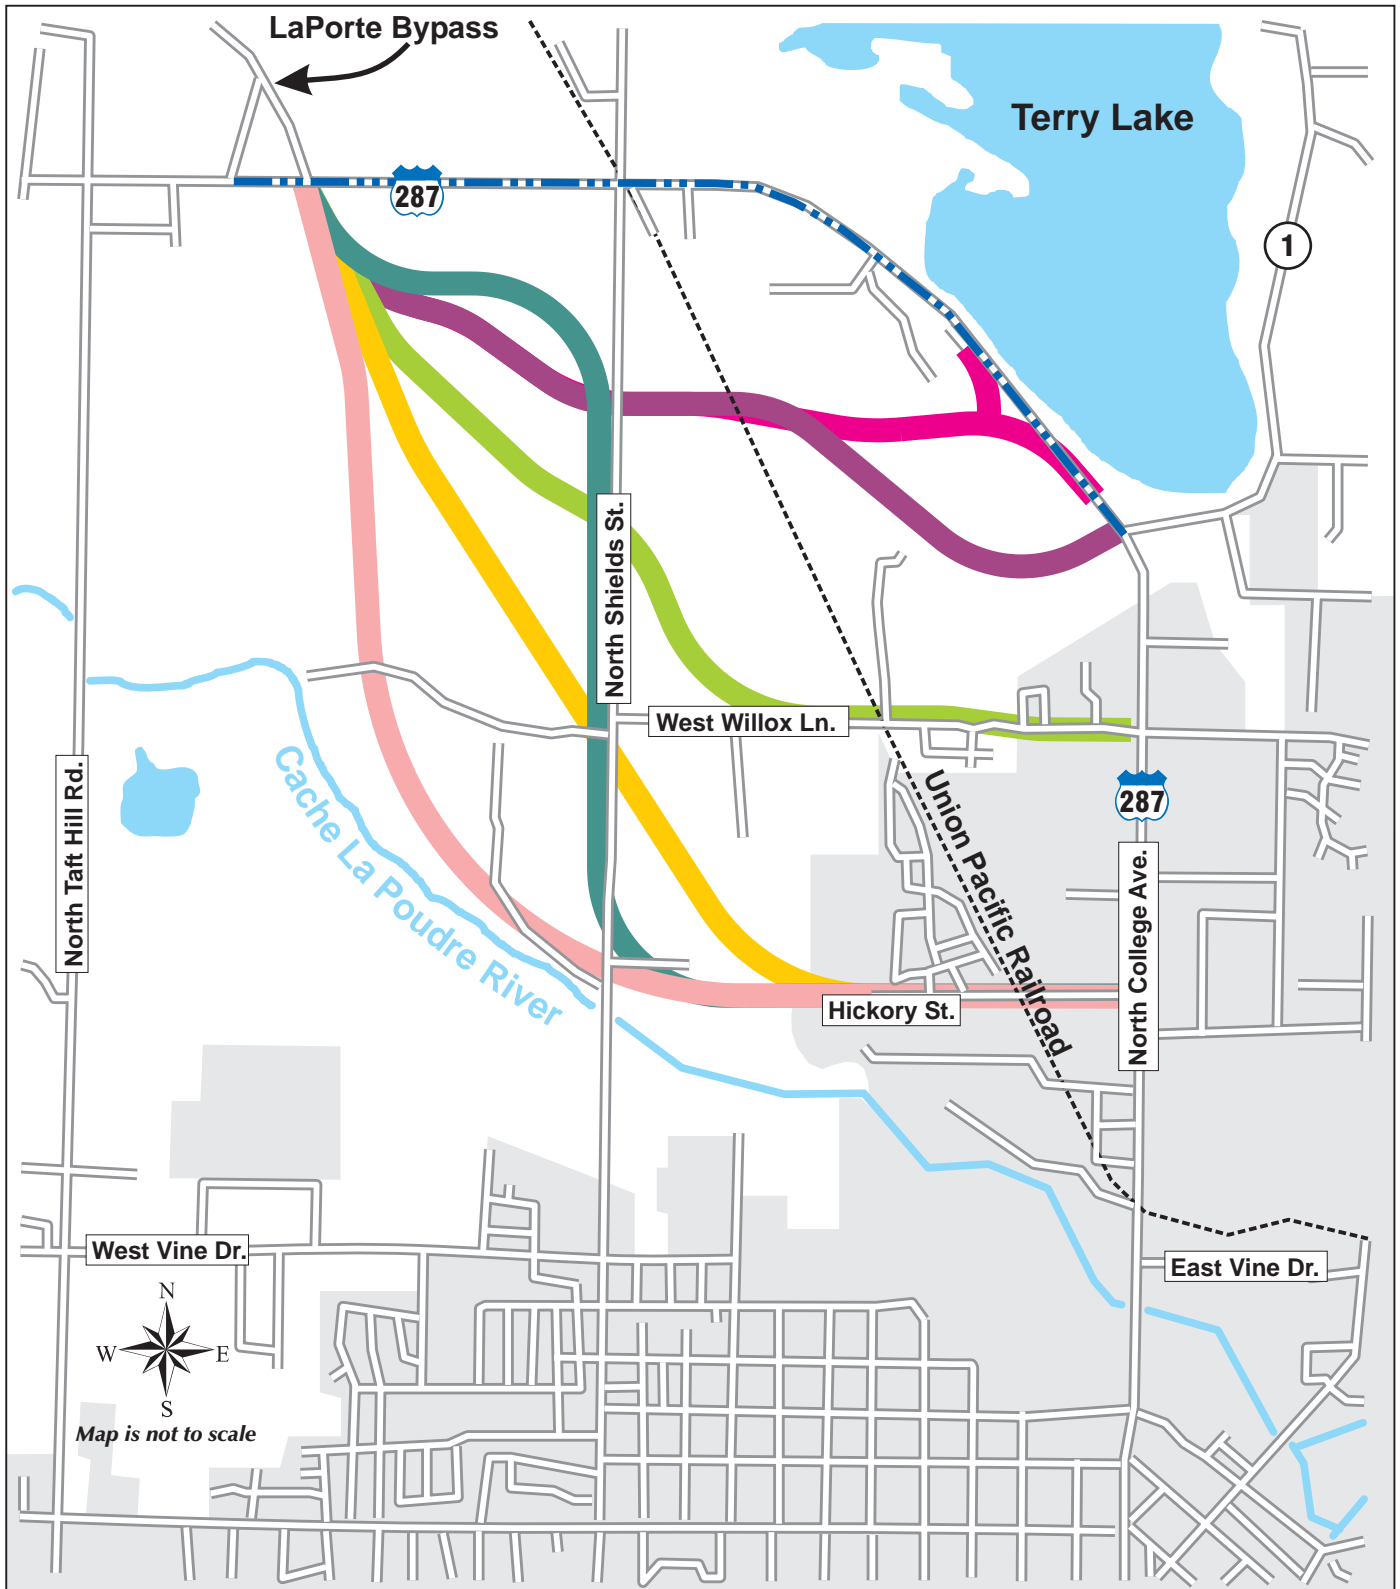 LaPorte Bypass
Terry Lake
287
1
North Shields St.
West Willox Ln.
North Taft Hill Rd.
Cache La Poudre River
Union Pacific Railroad
287
North College Ave.
Hickory St.
West Vine Dr.
East Vine Dr.
N
W E
S
Map is not to scale